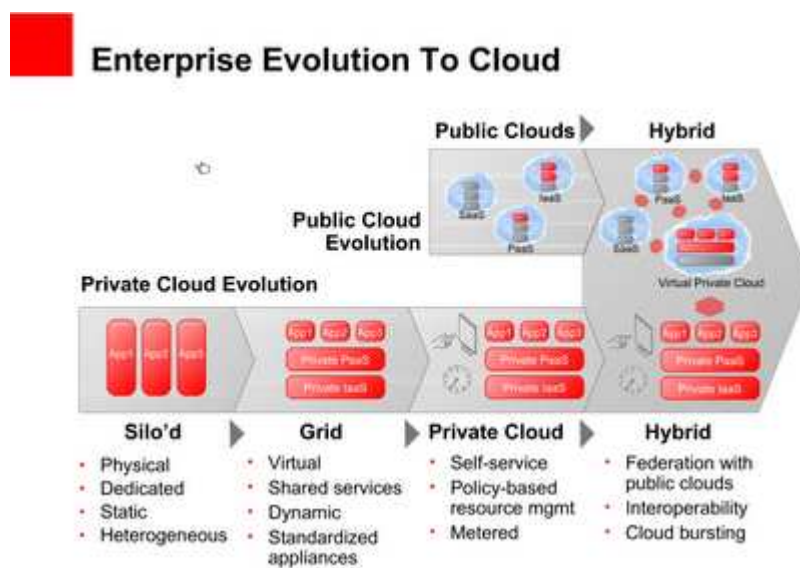 Enterprise Evolution To Cloud
Public Clouds
Hybrid
SaaS
IaaS
PaaS
PaaS
IaaS
SaaS
Virtual Private Cloud
Public Cloud
Evolution
Private Cloud Evolution
App1 App2 App3
App1 App2 App3
Private PaaS
Private IaaS
App1 App2 App3
Private PaaS
Private IaaS
App1 App2 App3
Private PaaS
Private IaaS
Silo'd
• Physical
• Dedicated
• Static
• Heterogeneous
Grid
• Virtual
• Shared services
• Dynamic
• Standardized
appliances
Private Cloud
• Self-service
• Policy-based
resource mgmt
• Metered
Hybrid
• Federation with
public clouds
• Interoperability
• Cloud bursting